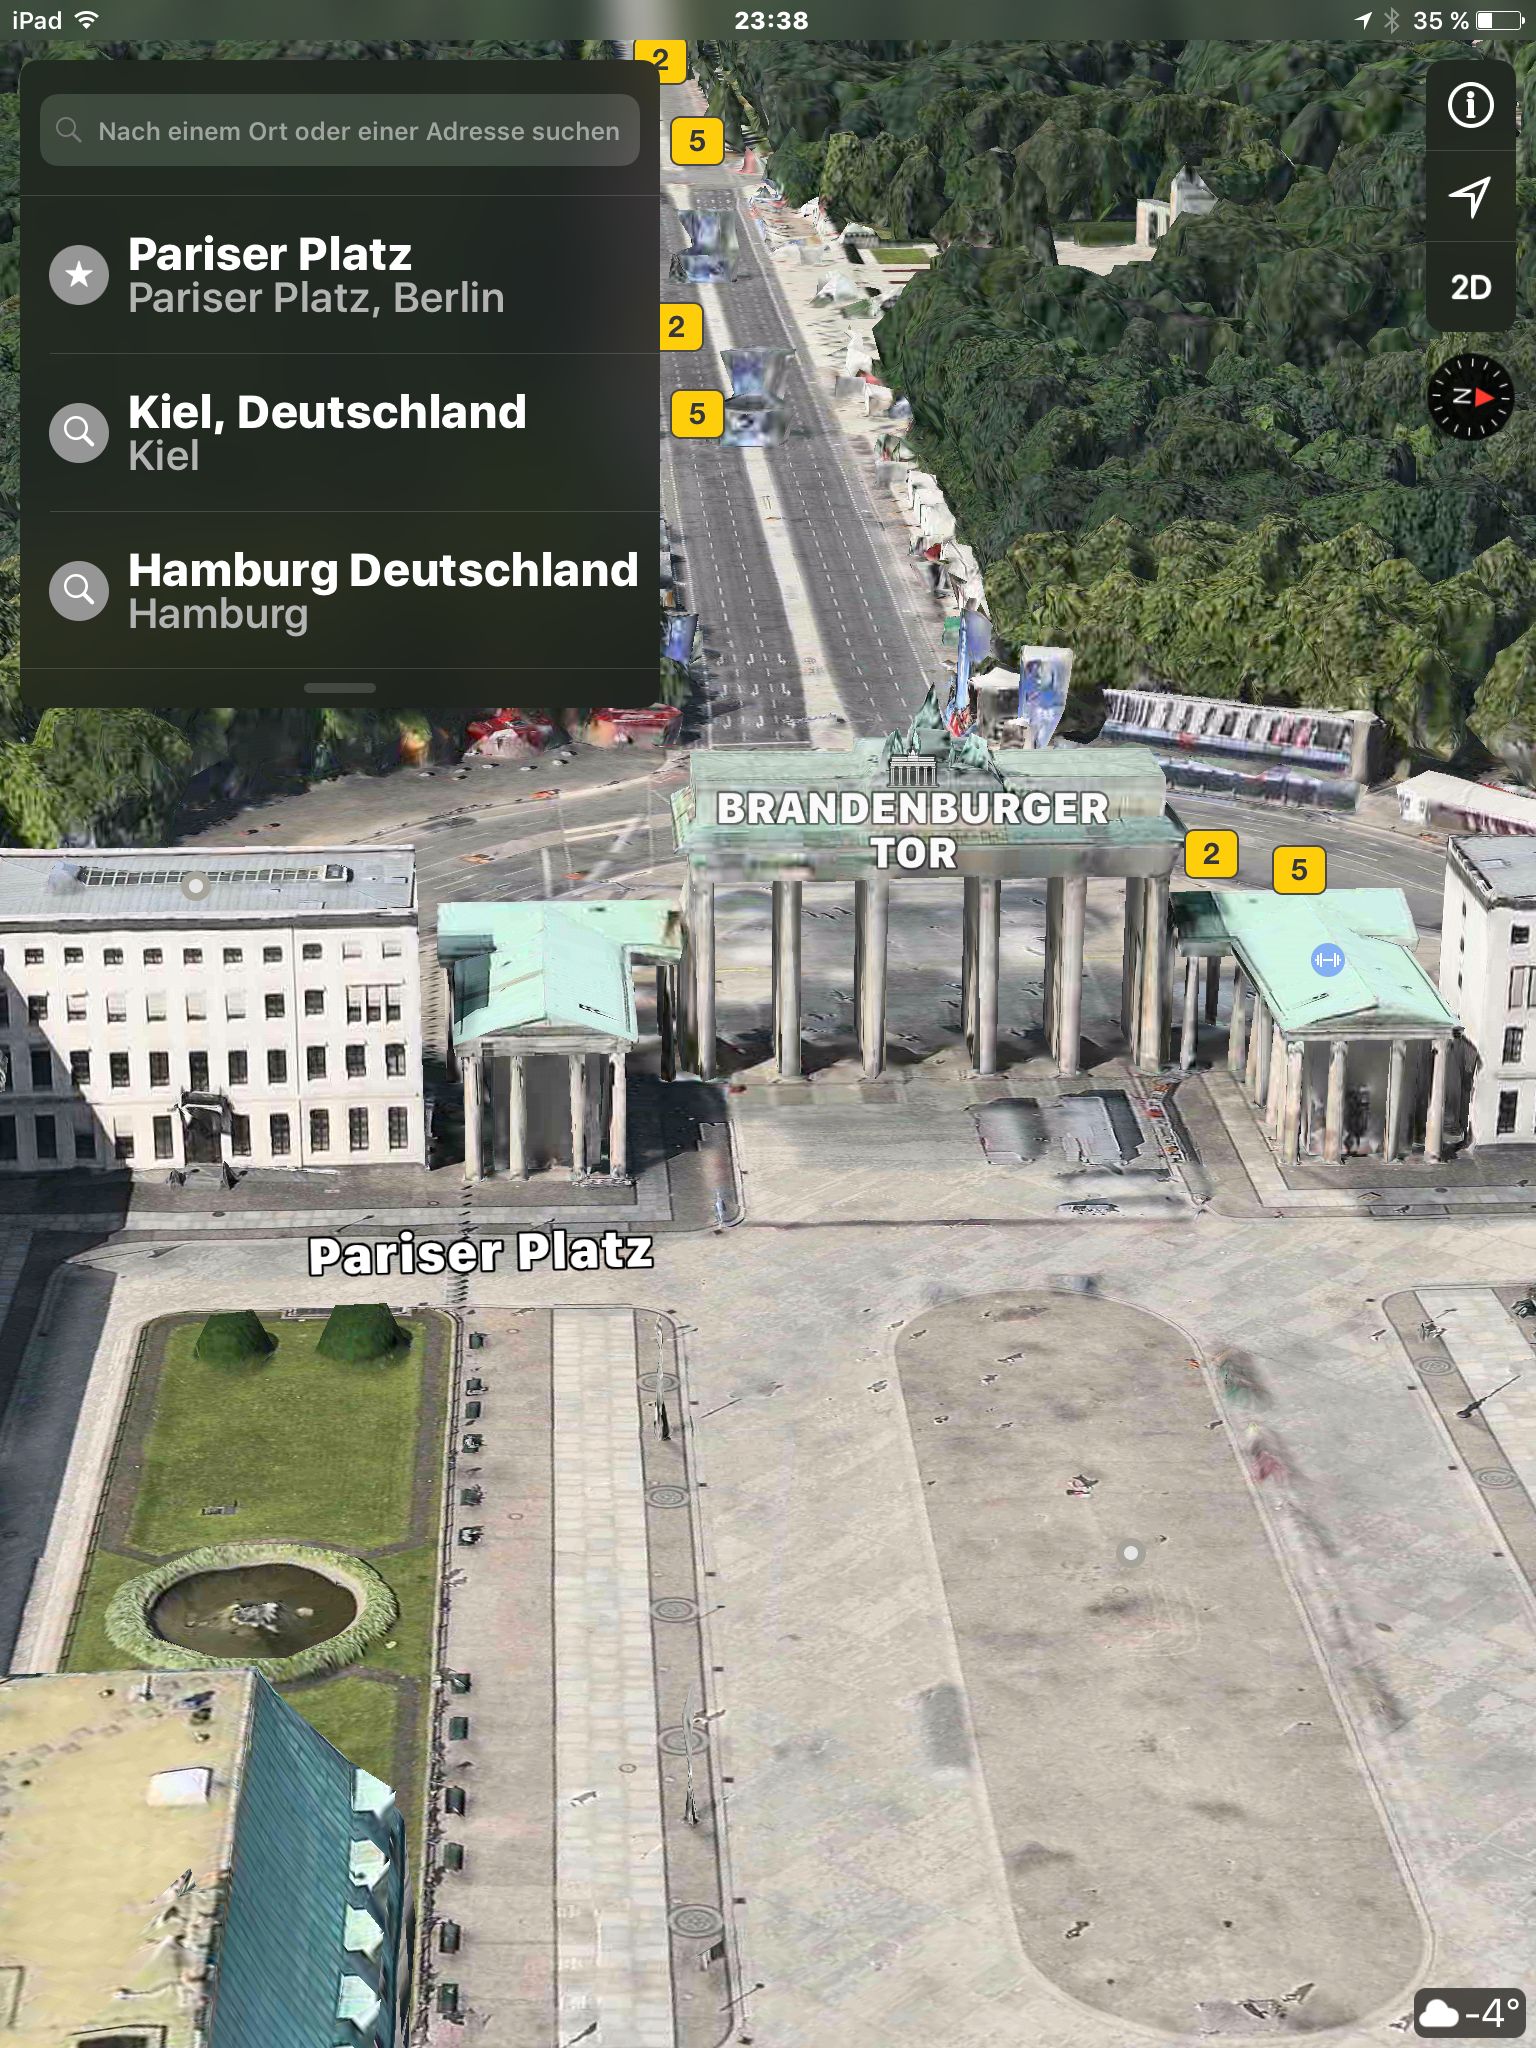 iPad 23:38 35 %
2
Nach einem Ort oder einer Adresse suchen
5
Pariser Platz
Pariser Platz, Berlin
2D
2
Kiel, Deutschland
Kiel
5
N
Hamburg Deutschland
Hamburg
BRANDENBURGER
TOR
2
5
Pariser Platz
-4°